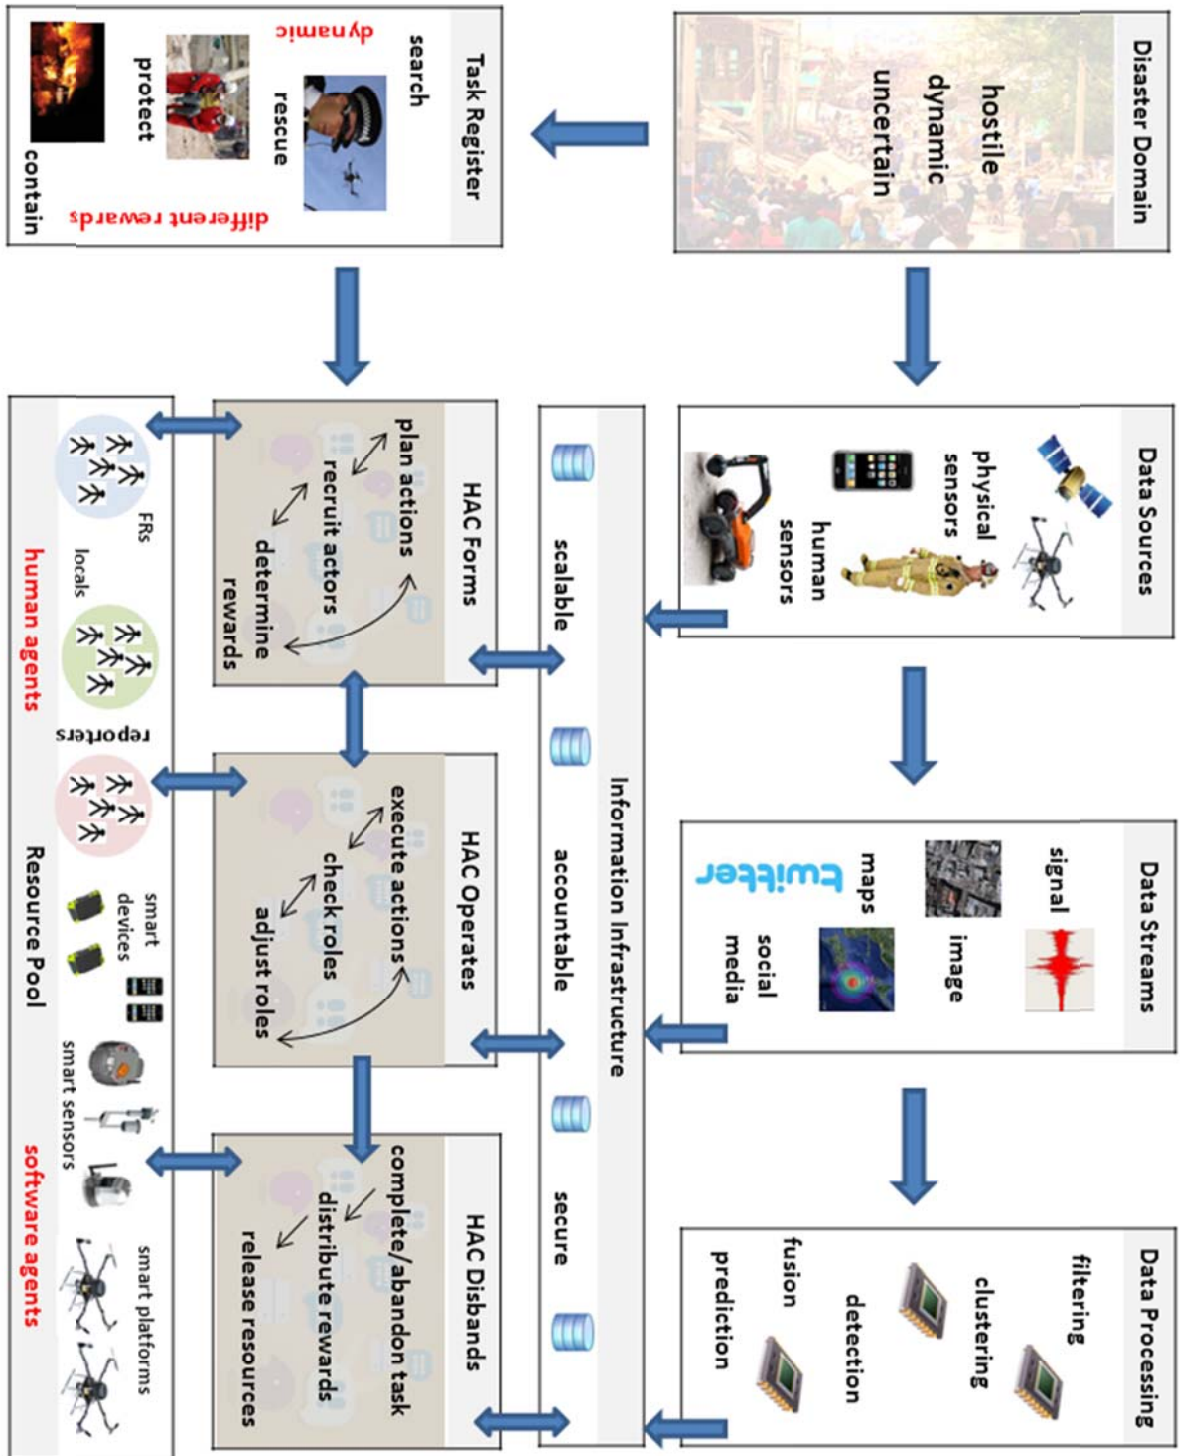 Disaster Domain
hostile
dynamic
uncertain
Data Sources
physical
sensors
human
sensors
Data Streams
signal
image
maps
twitter
social
media
Data Processing
filtering
clustering
detection
fusion
prediction
Information Infrastructure
scalable
accountable
secure
Task Register
search
dynamic
rescue
protect
different rewards
contain
HAC Forms
plan actions
recruit actors
determine
rewards
HAC Operates
execute actions
check roles
adjust roles
HAC Disbands
complete/abandon task
distribute rewards
release resources
FRs
locals
reporters
smart
devices
smart sensors
smart platforms
human agents
Resource Pool
software agents